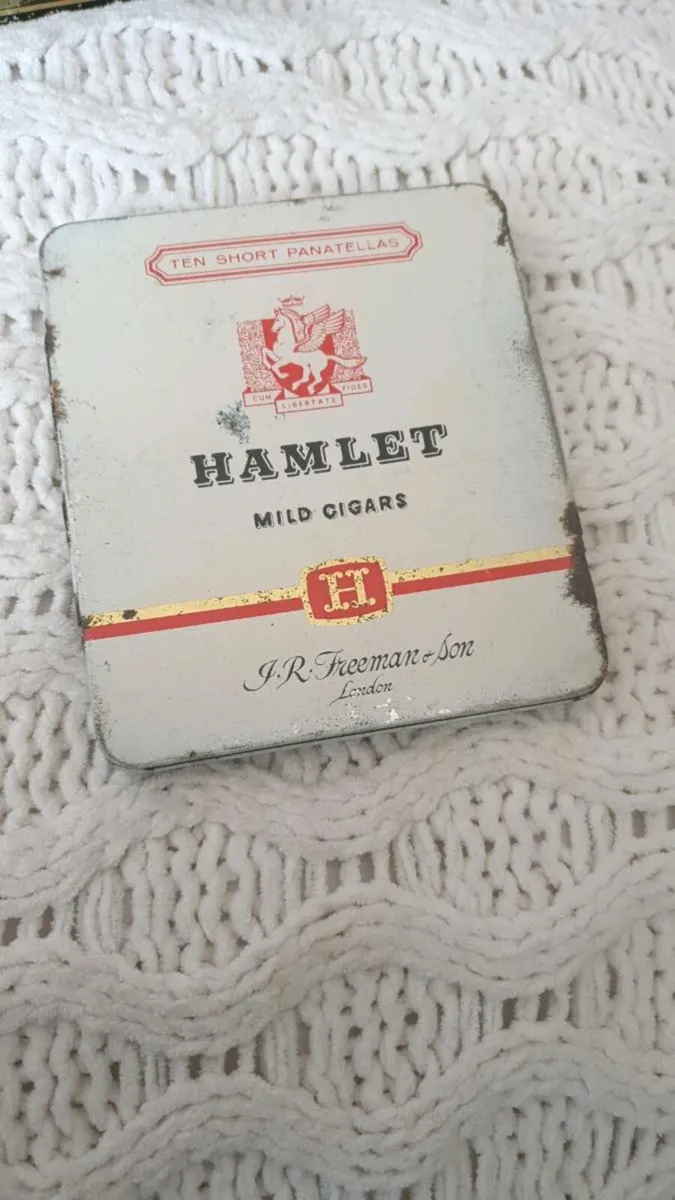 TEN SHORT PANATELLAS
CUM LIBERTATE FIDES
HAMLET
MILD CIGARS
H
J.R. Freeman & Son
London